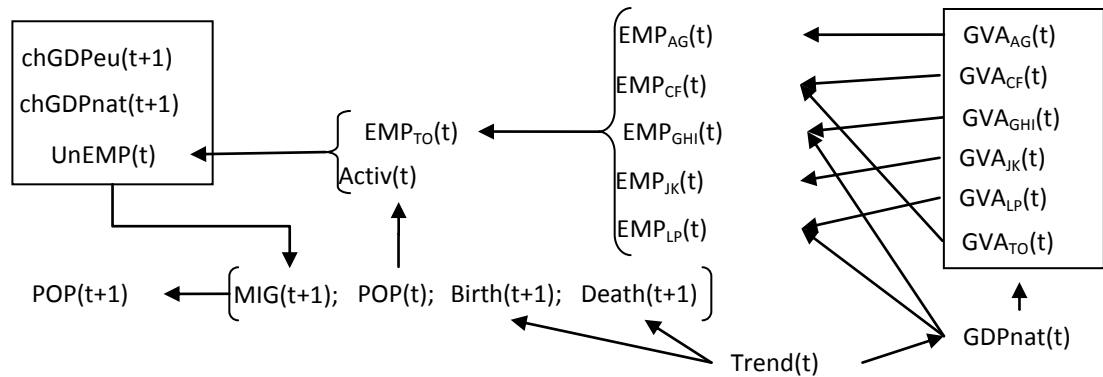 EMP_AG(t) GVA_AG(t)
chGDPeu(t+1)
EMP_CF(t) GVA_CF(t)
chGDPnat(t+1)
EMP_TO(t) EMP_GHI(t) GVA_GHI(t)
UnEMP(t)
Activ(t) EMP_JK(t) GVA_JK(t)
EMP_LP(t) GVA_LP(t)
GVA_TO(t)
POP(t+1) MIG(t+1); POP(t); Birth(t+1); Death(t+1)
GDPnat(t)
Trend(t)